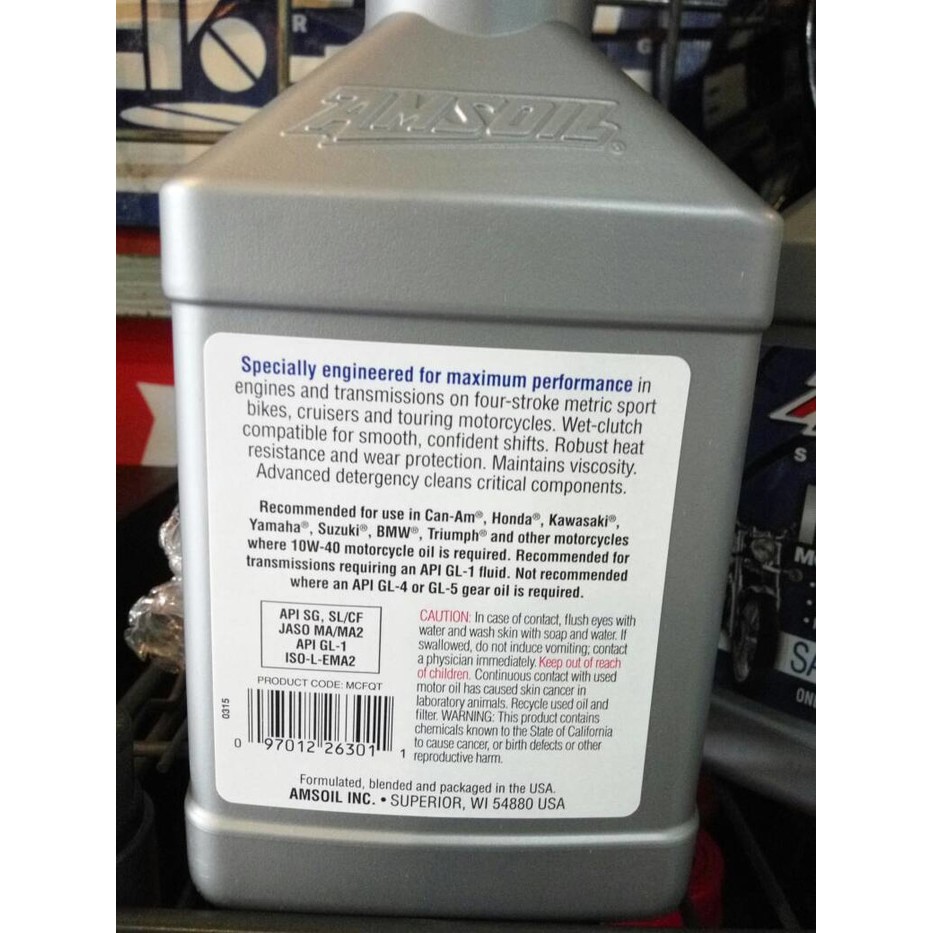 AMSOIL®
Specially engineered for maximum performance in
engines and transmissions on four-stroke metric sport
bikes, cruisers and touring motorcycles. Wet-clutch
compatible for smooth, confident shifts. Robust heat
resistance and wear protection. Maintains viscosity.
Advanced detergency cleans critical components.
Recommended for use in Can-Am®, Honda®, Kawasaki®,
Yamaha®, Suzuki®, BMW®, Triumph® and other motorcycles
where 10W-40 motorcycle oil is required. Recommended for
transmissions requiring an API GL-1 fluid. Not recommended
where an API GL-4 or GL-5 gear oil is required.
API SG, SL/CF
JASO MA/MA2
API GL-1
ISO-L-EMA2
PRODUCT CODE: MCFQT
0315
0 97012 26301 1
CAUTION: In case of contact, flush eyes with
water and wash skin with soap and water. If
swallowed, do not induce vomiting; contact
a physician immediately. Keep out of reach
of children. Continuous contact with used
motor oil has caused skin cancer in
laboratory animals. Recycle used oil and
filter. WARNING: This product contains
chemicals known to the State of California
to cause cancer, or birth defects or other
reproductive harm.
Formulated, blended and packaged in the USA.
AMSOIL INC. • SUPERIOR, WI 54880 USA